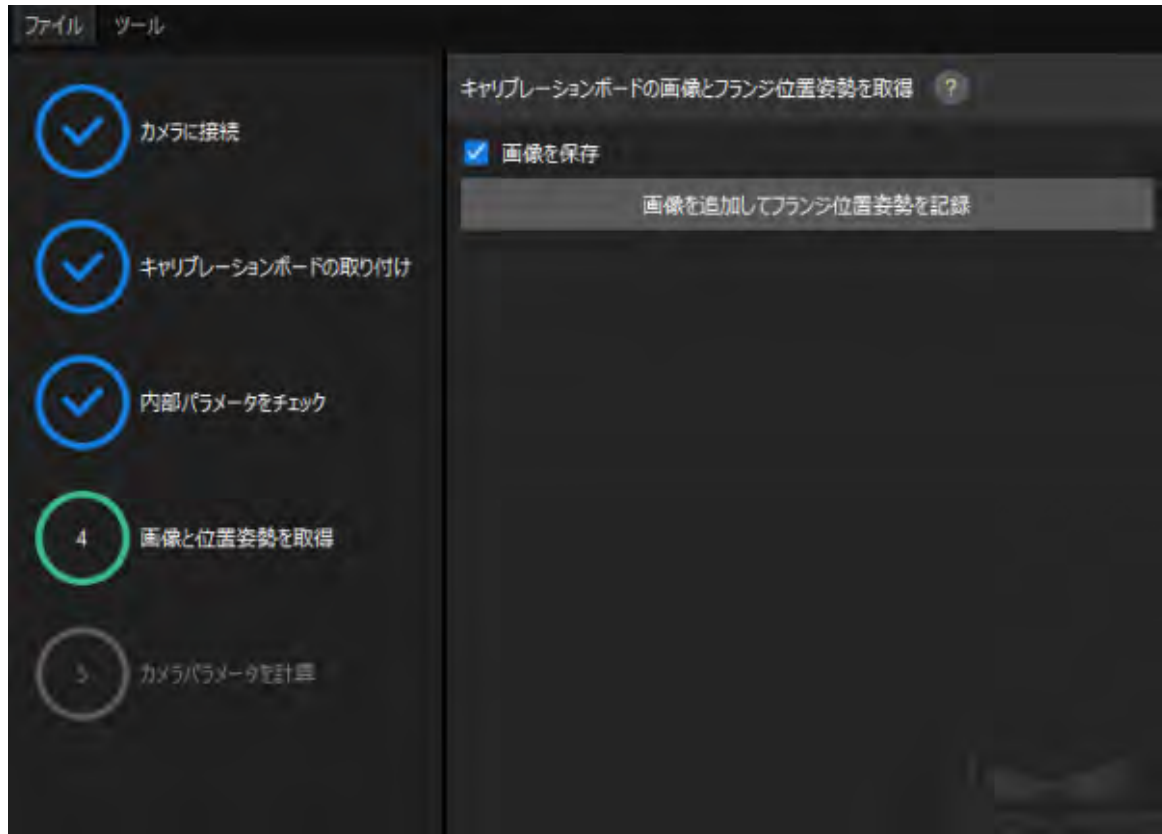 ファイル ツール
キャリブレーションボードの画像とフランジ位置姿勢を取得 ?
カメラに接続
画像を保存
画像を追加してフランジ位置姿勢を記録
キャリブレーションボードの取り付け
内部パラメータをチェック
4 画像と位置姿勢を取得
5 カメラパラメータを計算